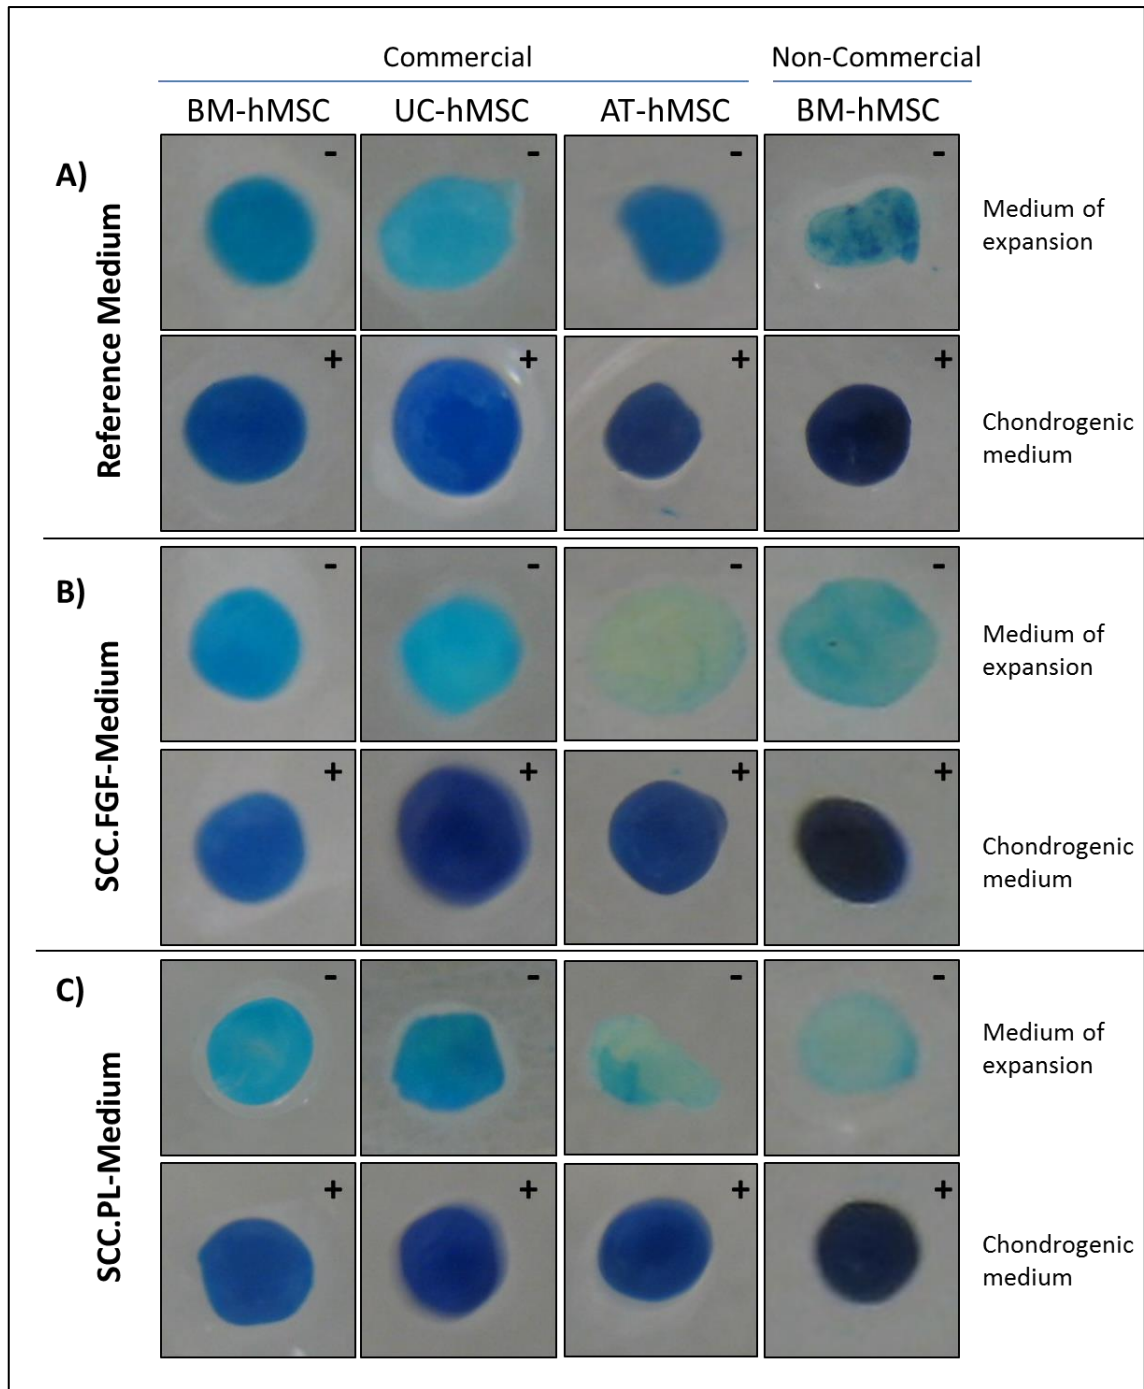 Commercial Non-Commercial
BM-hMSC UC-hMSC AT-hMSC BM-hMSC
A)
Reference Medium
- - - -
Medium of
expansion
+ + + +
Chondrogenic
medium
B)
SCC.FGF-Medium
- - - -
Medium of
expansion
+ + + +
Chondrogenic
medium
C)
SCC.PL-Medium
- - - -
Medium of
expansion
+ + + +
Chondrogenic
medium